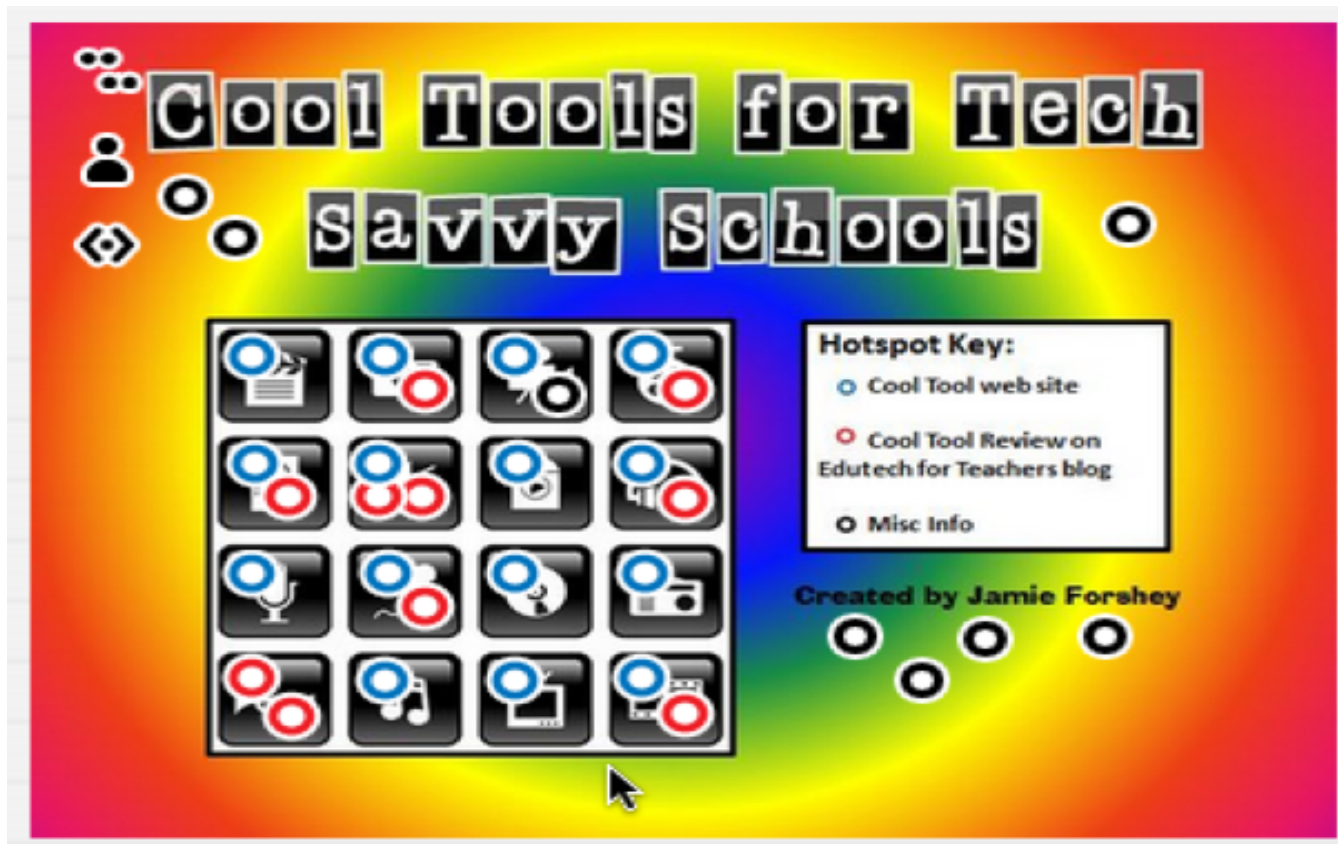 Cool Tools for Tech
Savvy Schools
Hotspot Key:
Cool Tool web site
Cool Tool Review on
Edutech for Teachers blog
Misc Info
Created by Jamie Forshey